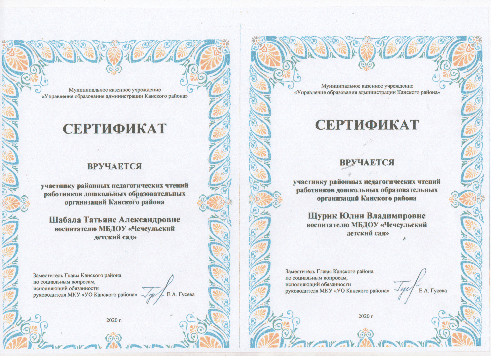 Муниципальное казенное учреждение
«Управление образования администрации Канского района»
СЕРТИФИКАТ
ВРУЧАЕТСЯ
участнику районных педагогических чтений
работников дошкольных образовательных
организаций Канского района
Шабала Татьяне Александровне
воспитателю МБДОУ «Чечеульский
детский сад»
Заместитель Главы Канского района
по социальным вопросам,
исполняющий обязанности
руководителя МКУ «УО Канского района»
Е.А. Гусева
2020 г
Муниципальное казенное учреждение
«Управление образования администрации Канского района»
СЕРТИФИКАТ
ВРУЧАЕТСЯ
участнику районных педагогических чтений
работников дошкольных образовательных
организаций Канского района
Шурик Юлии Владимировне
воспитателю МБДОУ «Чечеульский
детский сад»
Заместитель Главы Канского района
по социальным вопросам,
исполняющий обязанности
руководителя МКУ «УО Канского района»
Е.А. Гусева
2020 г